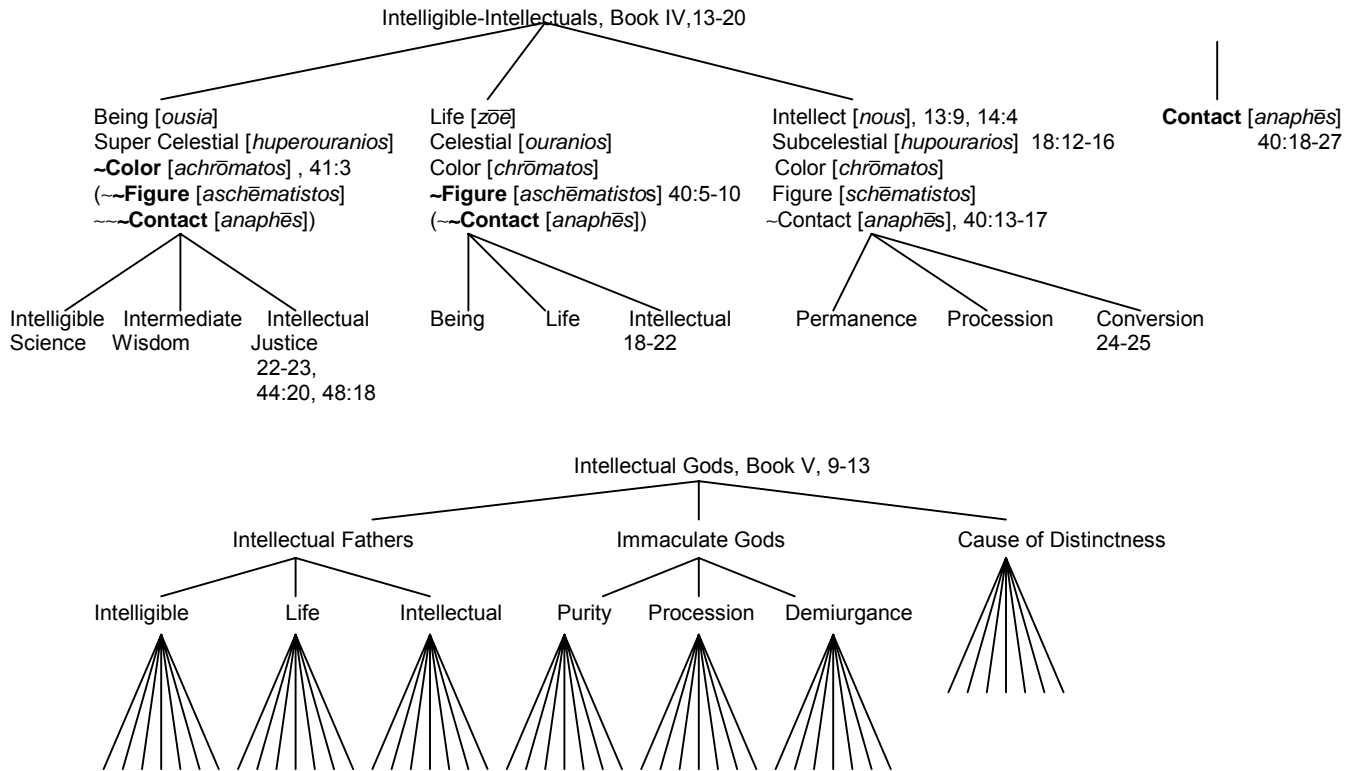 Intelligible-Intellectuals, Book IV,13-20
Being [ousia]
Super Celestial [huperouranios]
~Color [achrōmatos] , 41:3
(~~Figure [aschēmatistos]
~~~Contact [anaphēs])
Life [zōē]
Celestial [ouranios]
Color [chrōmatos]
~Figure [aschēmatistos] 40:5-10
(~~Contact [anaphēs])
Intellect [nous], 13:9, 14:4
Subcelestial [hupourarios] 18:12-16
Color [chrōmatos]
Figure [schēmatistos]
~Contact [anaphēs], 40:13-17
Contact [anaphēs]
40:18-27
Intelligible
Science
Intermediate
Wisdom
Intellectual
Justice
22-23,
44:20, 48:18
Being
Life
Intellectual
18-22
Permanence
Procession
Conversion
24-25
Intellectual Gods, Book V, 9-13
Intellectual Fathers
Immaculate Gods
Cause of Distinctness
Intelligible
Life
Intellectual
Purity
Procession
Demiurgance